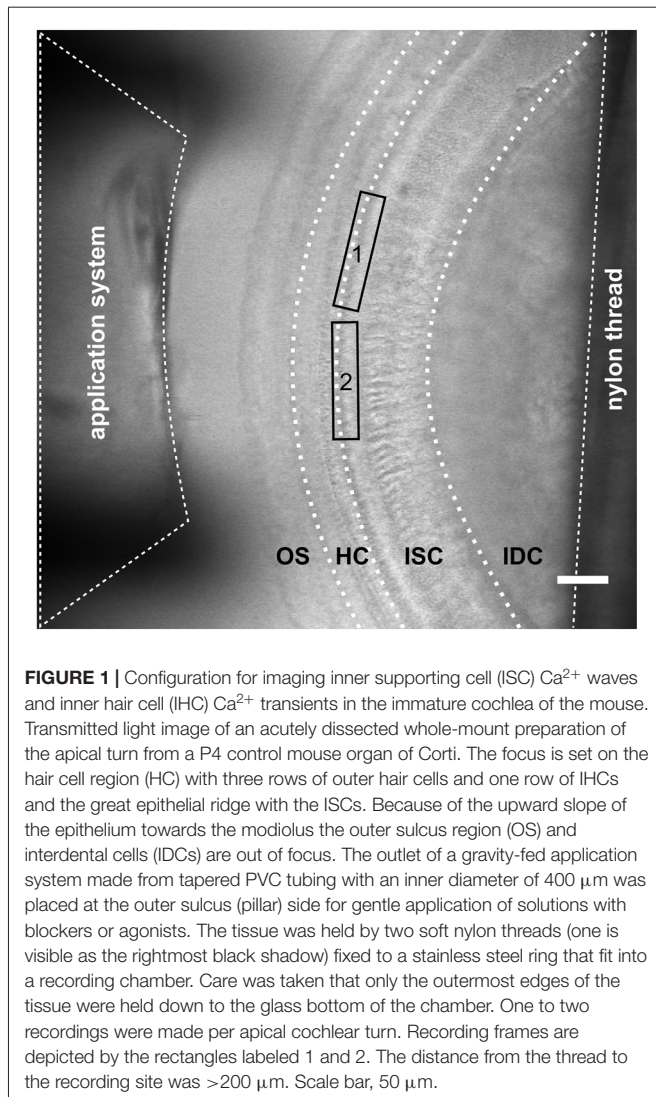 application system
1
2
nylon thread
OS
HC
ISC
IDC
FIGURE 1 | Configuration for imaging inner supporting cell (ISC) Ca2+ waves
and inner hair cell (IHC) Ca2+ transients in the immature cochlea of the mouse.
Transmitted light image of an acutely dissected whole-mount preparation of
the apical turn from a P4 control mouse organ of Corti. The focus is set on the
hair cell region (HC) with three rows of outer hair cells and one row of IHCs
and the great epithelial ridge with the ISCs. Because of the upward slope of
the epithelium towards the modiolus the outer sulcus region (OS) and
interdental cells (IDCs) are out of focus. The outlet of a gravity-fed application
system made from tapered PVC tubing with an inner diameter of 400 μm was
placed at the outer sulcus (pillar) side for gentle application of solutions with
blockers or agonists. The tissue was held by two soft nylon threads (one is
visible as the rightmost black shadow) fixed to a stainless steel ring that fit into
a recording chamber. Care was taken that only the outermost edges of the
tissue were held down to the glass bottom of the chamber. One to two
recordings were made per apical cochlear turn. Recording frames are
depicted by the rectangles labeled 1 and 2. The distance from the thread to
the recording site was >200 μm. Scale bar, 50 μm.